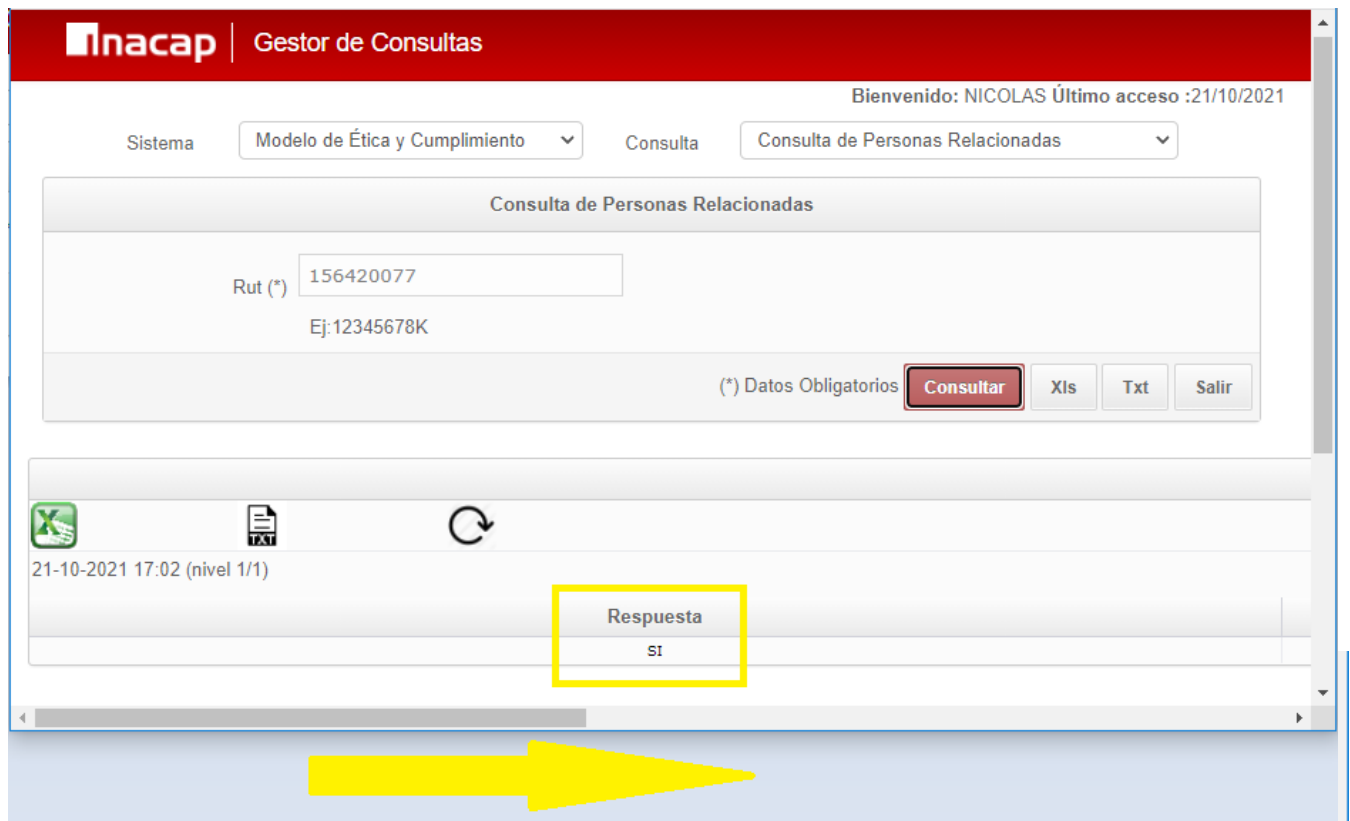 Inacap Gestor de Consultas
Bienvenido: NICOLAS Último acceso :21/10/2021
Sistema Modelo de Ética y Cumplimiento Consulta Consulta de Personas Relacionadas
Consulta de Personas Relacionadas
Rut (*) 156420077
Ej:12345678K
(*) Datos Obligatorios Consultar Xls Txt Salir
TXT
21-10-2021 17:02 (nivel 1/1)
Respuesta
SI